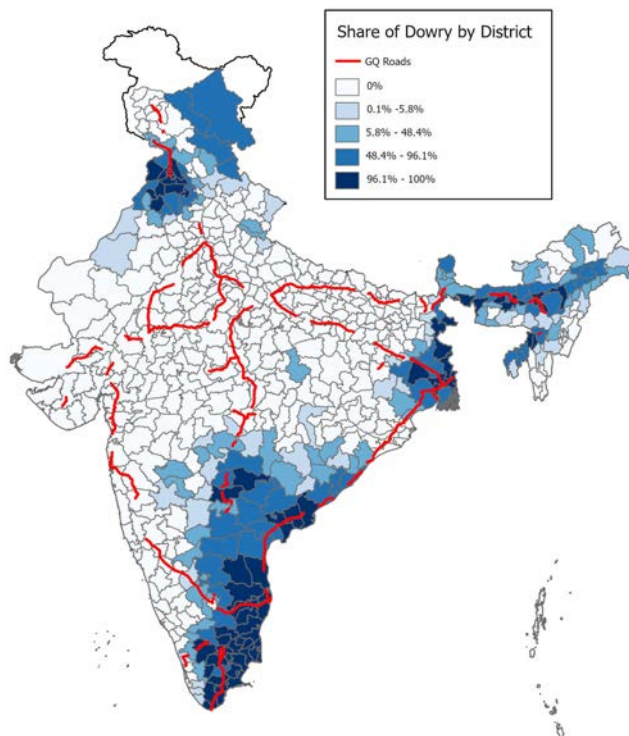 Share of Dowry by District
GQ Roads
0%
0.1% -5.8%
5.8% - 48.4%
48.4% - 96.1%
96.1% - 100%